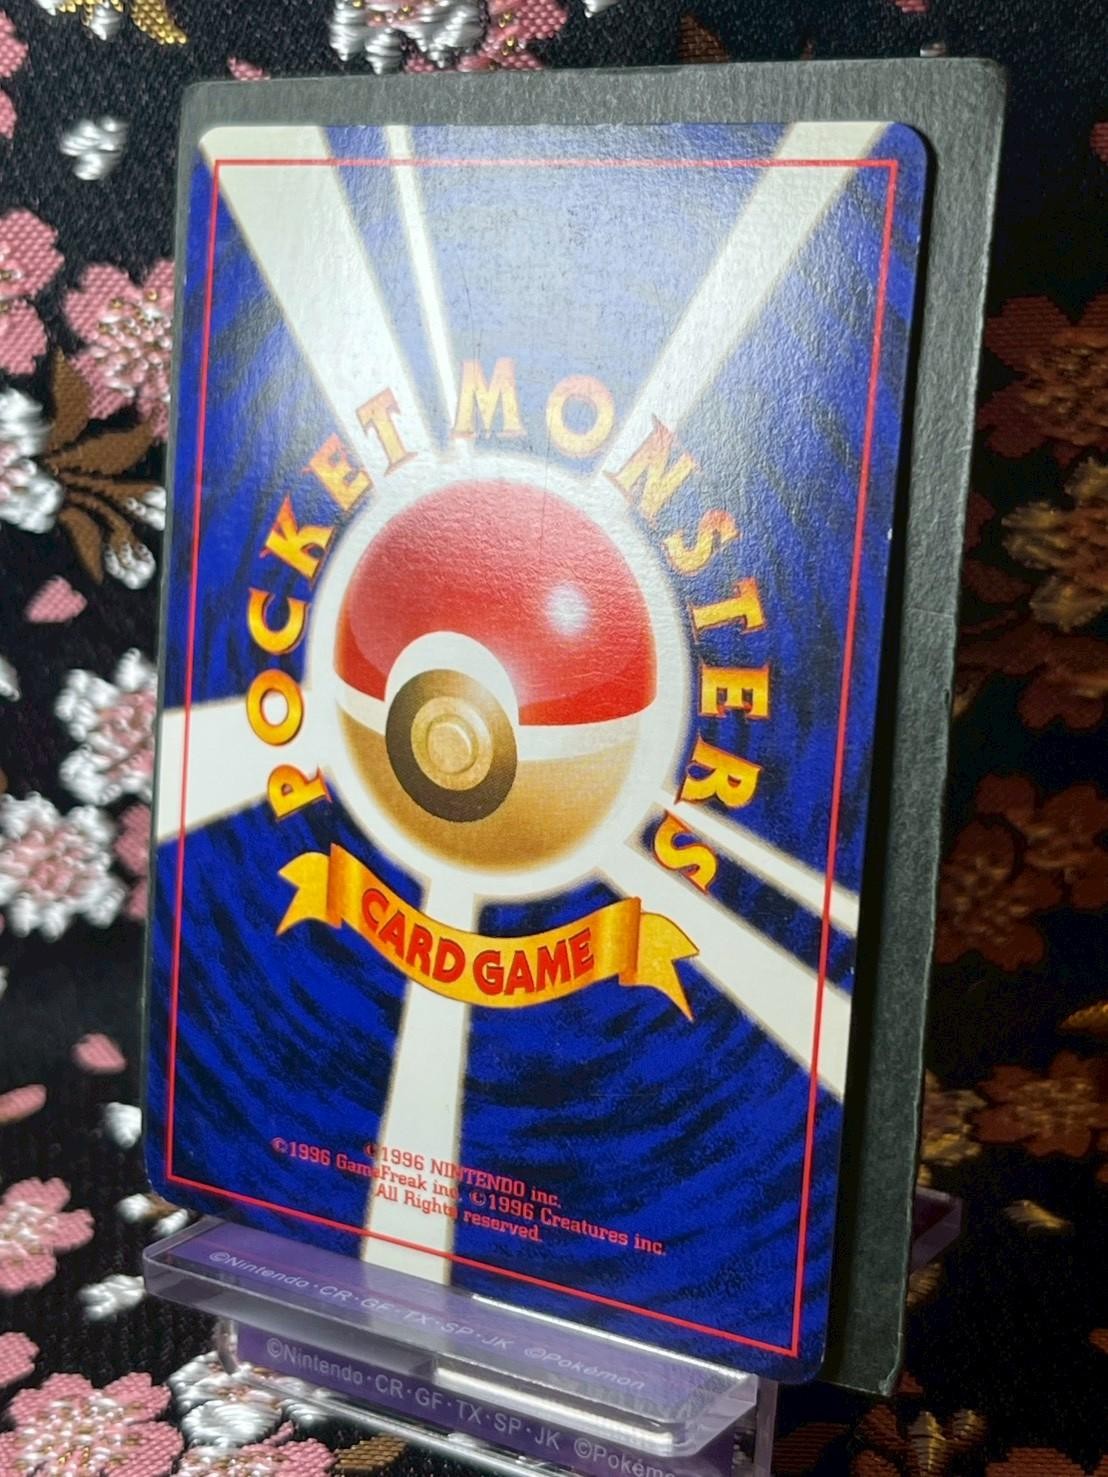 POCKET MONSTERS
CARD GAME
©1996 NINTENDO inc.
©1996 GameFreak inc. ©1996 Creatures inc.
All Rights reserved.
©Nintendo・CR・GF・TX・SP・JK ©Pokémon
©Nintendo・CR・GF・TX・SP・JK ©Pokémo